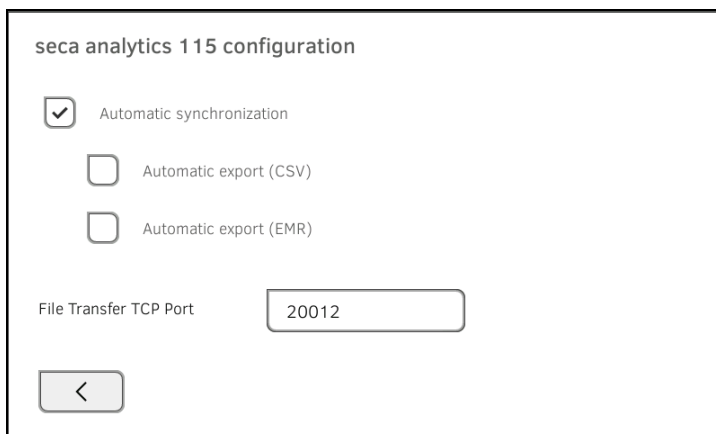 seca analytics 115 configuration
Automatic synchronization
Automatic export (CSV)
Automatic export (EMR)
File Transfer TCP Port
20012